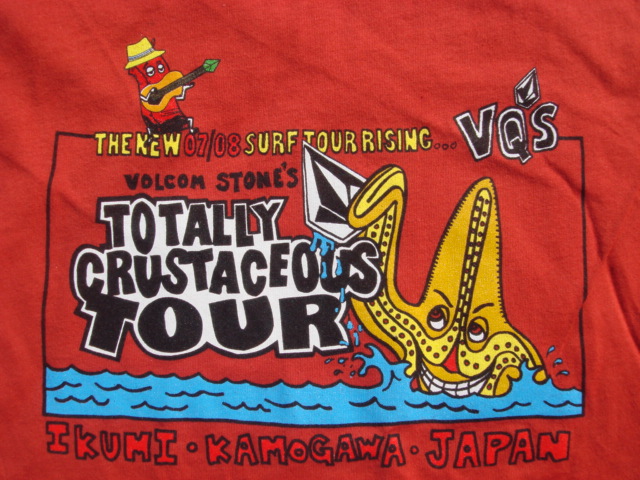 THE NEW 07/08 SURF TOUR RISING...
VQS
VOLCOM STONE'S
TOTALLY
CRUSTACEOUS
TOUR
IKUMI · KAMOGAWA · JAPAN